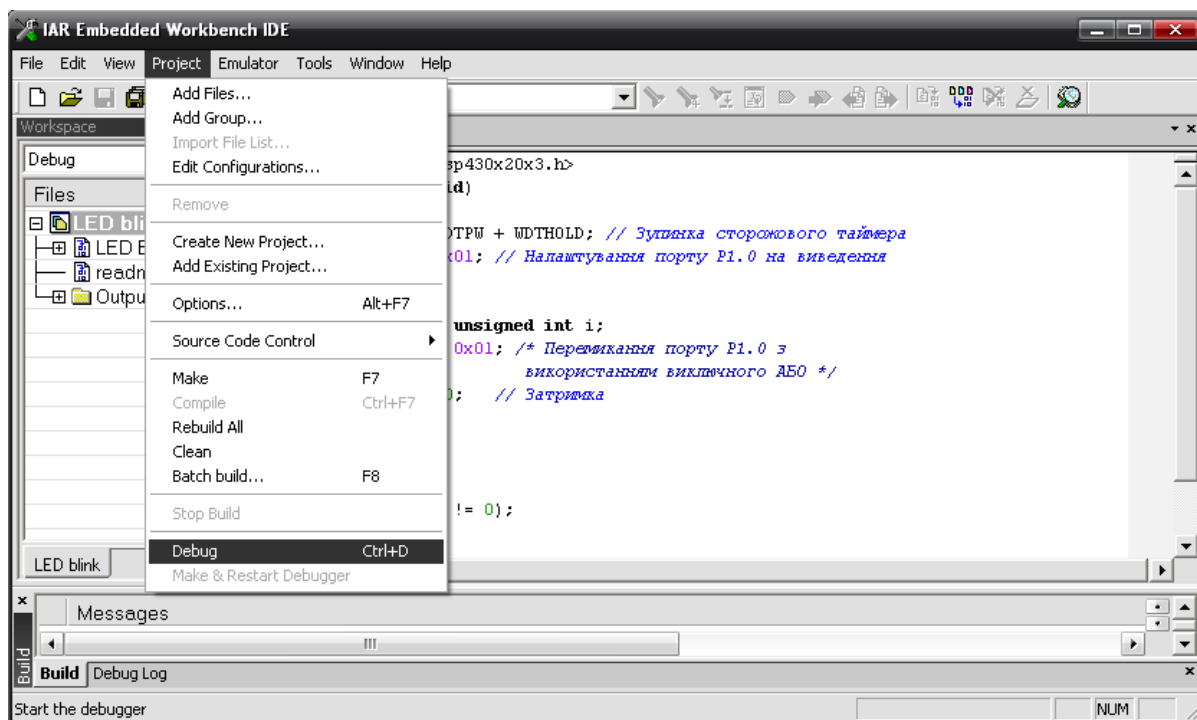 IAR Embedded Workbench IDE
File Edit View Project Emulator Tools Window Help
Workspace
Debug
Files
LED bli
LED B
readn
Outpu
LED blink
Add Files...
Add Group...
Import File List...
Edit Configurations...
Remove
Create New Project...
Add Existing Project...
Options... Alt+F7
Source Code Control
Make F7
Compile Ctrl+F7
Rebuild All
Clean
Batch build... F8
Stop Build
Debug Ctrl+D
Make & Restart Debugger
sp430x20x3.h>
id)
DTPW + WDTHOLD; // Зупинка сторожового таймера
x01; // Налаштування порту P1.0 на виведення
unsigned int i;
0x01; /* Перемикання порту P1.0 з
використанням виключного АБО */
0; // Затримка
!= 0);
Messages
Build
Build Debug Log
Start the debugger NUM